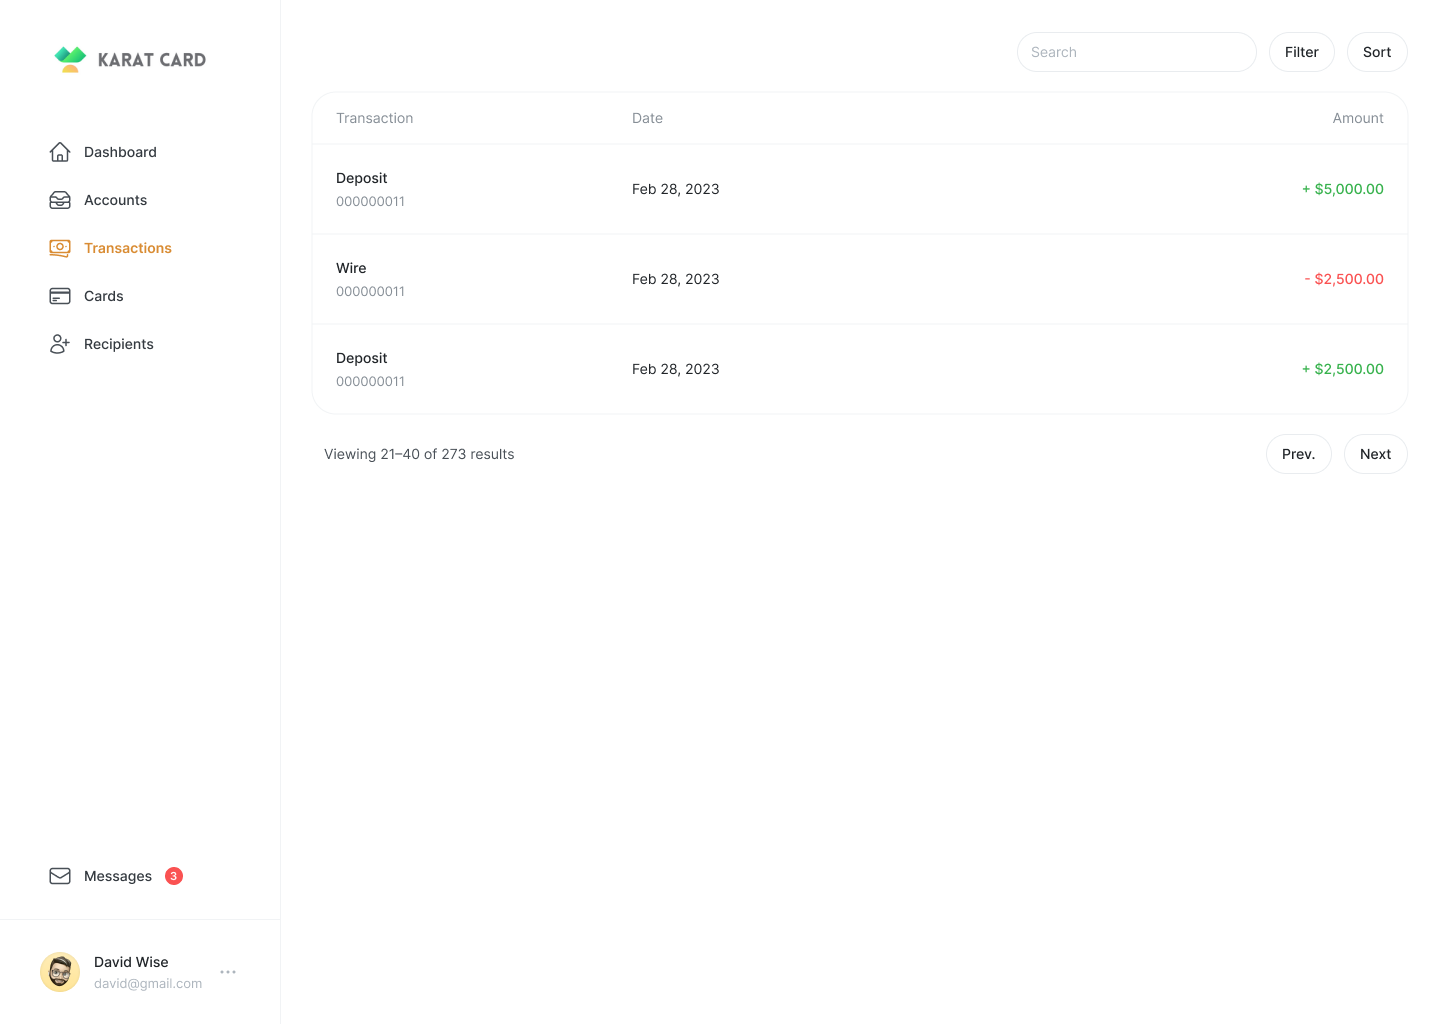 KARAT CARD
Dashboard
Accounts
Transactions
Cards
Recipients
Messages 3
David Wise
david@gmail.com
Search Filter Sort
Transaction Date Amount
Deposit
000000011
Feb 28, 2023
+ $5,000.00
Wire
000000011
Feb 28, 2023
- $2,500.00
Deposit
000000011
Feb 28, 2023
+ $2,500.00
Viewing 21–40 of 273 results
Prev. Next